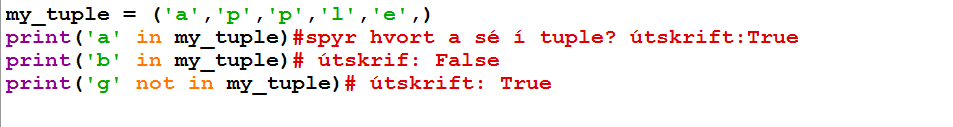 my_tuple = ('a','p','p','l','e',)
print('a' in my_tuple)#spyr hvort a sé í tuple? útskrift:True
print('b' in my_tuple)# útskrif: False
print('g' not in my_tuple)# útskrift: True